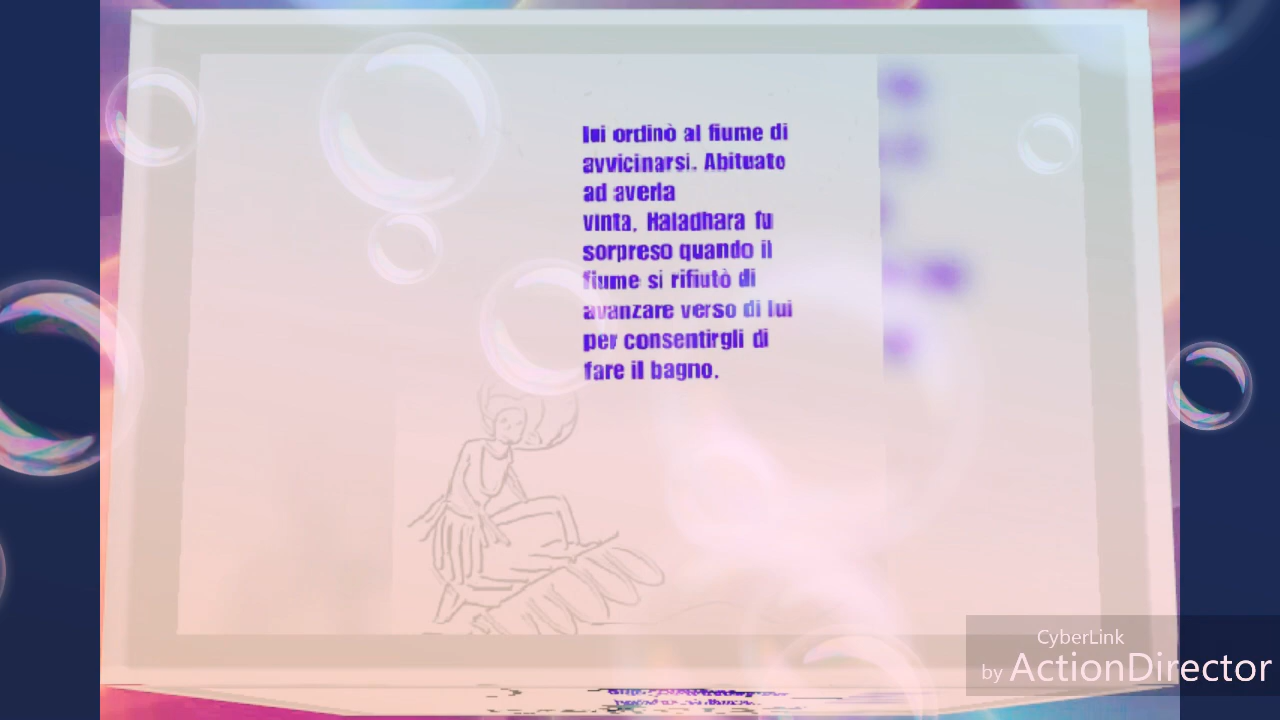 lui ordinò al fiume di
avvicinarsi. Abituato
ad averla
vinta, Haladhara fu
sorpreso quando il
fiume si rifiutò di
avanzare verso di lui
per consentirgli di
fare il bagno.
CyberLink
by ActionDirector